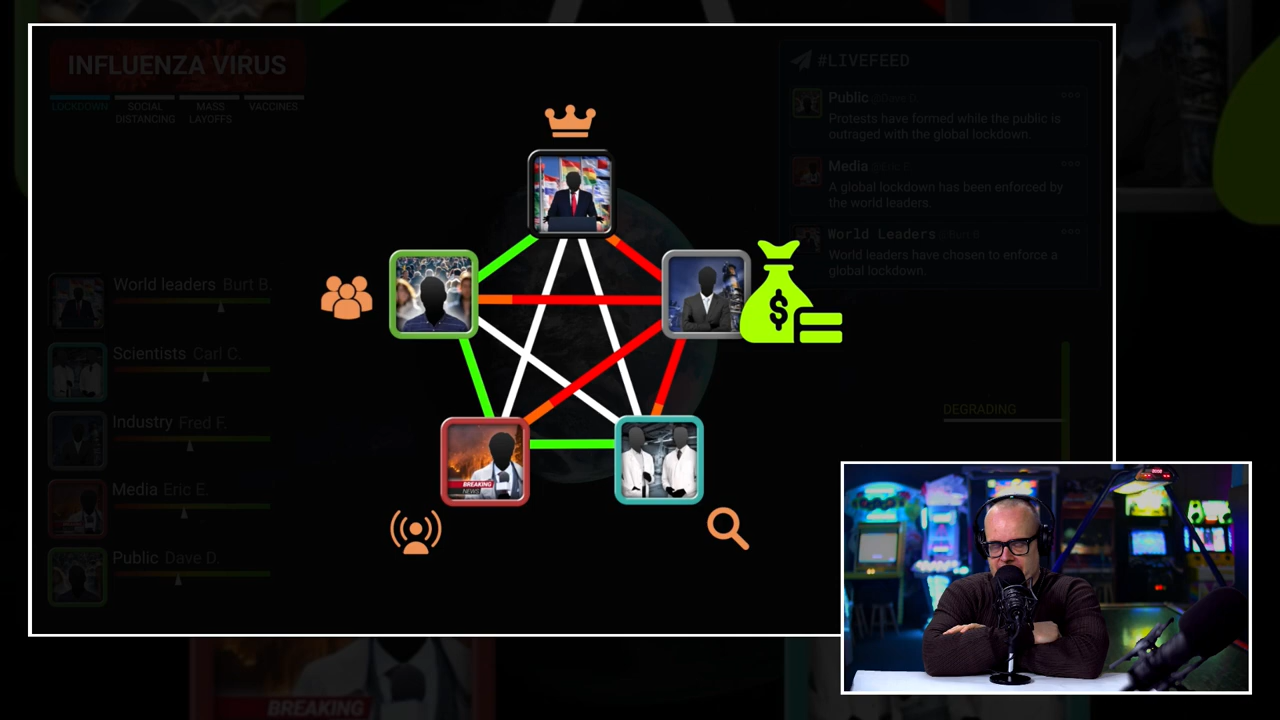 INFLUENZA VIRUS
LOCKDOWN
SOCIAL
DISTANCING
MASS
LAYOFFS
VACCINES
World leaders Burt B.
Scientists Carl C.
Industry Fred F.
Media Eric E.
Public Dave D.
$
BREAKING
NEWS
#LIVEFEED
Public
Protests have formed while the public is
outraged with the global lockdown.
Media @Eric E.
A global lockdown has been enforced by
the world leaders.
World Leaders @Burt B.
World leaders have chosen to enforce a
global lockdown.
DEGRADING
BREAKING